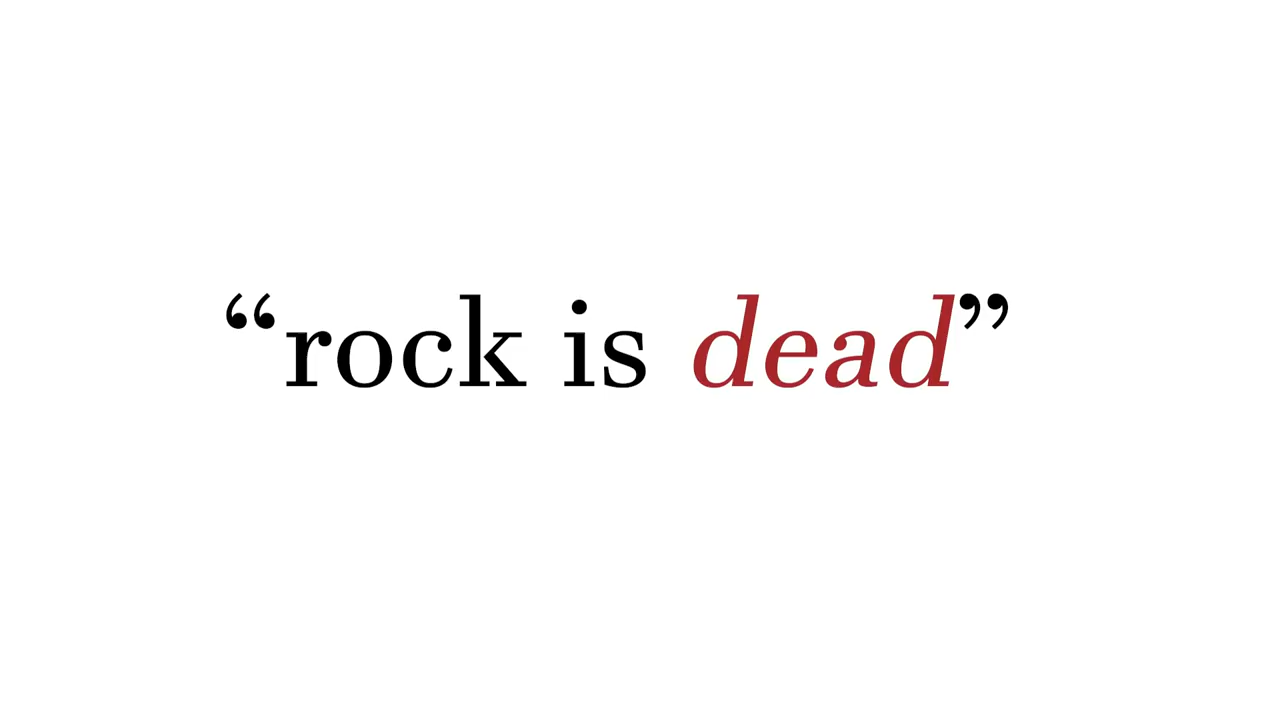 “rock is dead”